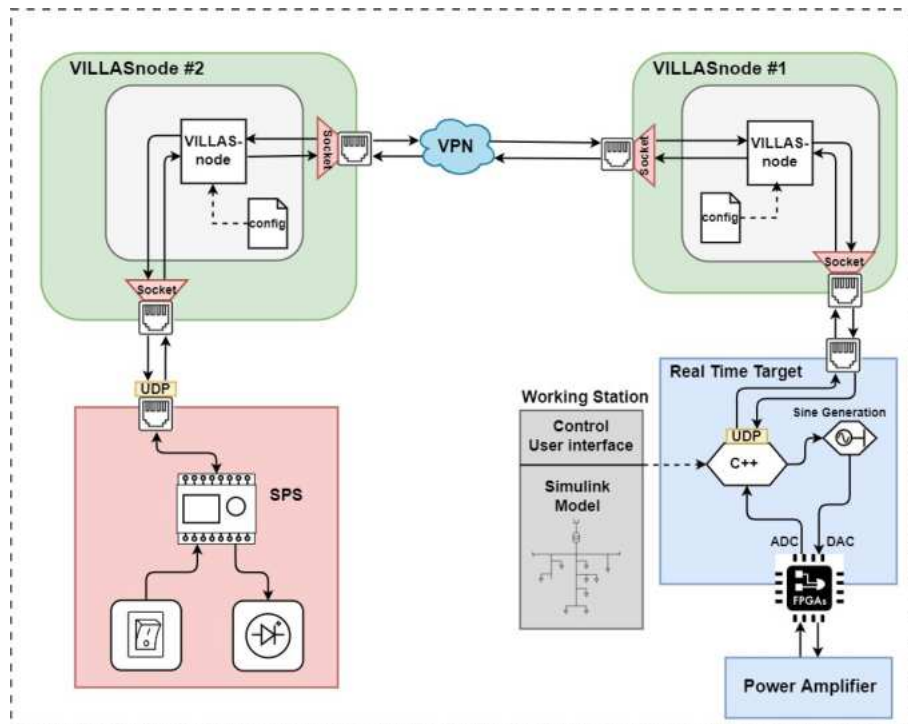 VILLASnode #2
VILLAS-
node
config
Socket
VPN
VILLASnode #1
Socket
VILLAS-
node
config
Socket
Socket
UDP
SPS
Working Station
Control
User interface
Simulink
Model
Real Time Target
Sine Generation
UDP
C++
ADC
DAC
FPGAs
Power Amplifier